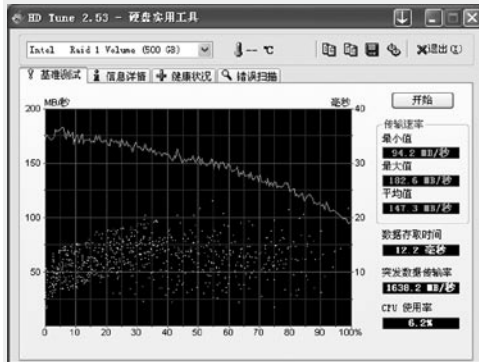 HD Tune 2.53 - 硬盘实用工具
Intel Raid 1 Volume (500 GB)
-- ℃
退出(X)
基准测试 信息详情 健康状况 错误扫描
MB/秒 毫秒
开始
200 40
150 30
100 20
50 10
0 10 20 30 40 50 60 70 80 90 100%
传输速率
最小值
94.2 MB/秒
最大值
182.6 MB/秒
平均值
147.3 MB/秒
数据存取时间
12.2 毫秒
突发数据传输率
1638.2 MB/秒
CPU 使用率
6.2%